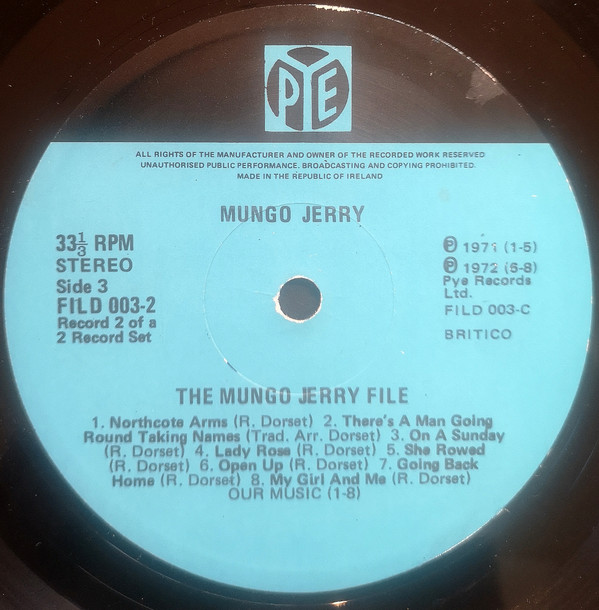 PYE
ALL RIGHTS OF THE MANUFACTURER AND OWNER OF THE RECORDED WORK RESERVED
UNAUTHORISED PUBLIC PERFORMANCE. BROADCASTING AND COPYING PROHIBITED.
MADE IN THE REPUBLIC OF IRELAND
MUNGO JERRY
33⅓ RPM
STEREO
Side 3
FILD 003-2
Record 2 of a
2 Record Set
Ⓟ 1971 (1-5)
Ⓟ 1972 (6-8)
Pye Records
Ltd.
FILD 003-C
BRITICO
THE MUNGO JERRY FILE
1. Northcote Arms (R. Dorset) 2. There's A Man Going
Round Taking Names (Trad. Arr. Dorset) 3. On A Sunday
(R. Dorset) 4. Lady Rose (R. Dorset) 5. She Rowed
(R. Dorset) 6. Open Up (R. Dorset) 7. Going Back
Home (R. Dorset) 8. My Girl And Me (R. Dorset)
OUR MUSIC (1-8)